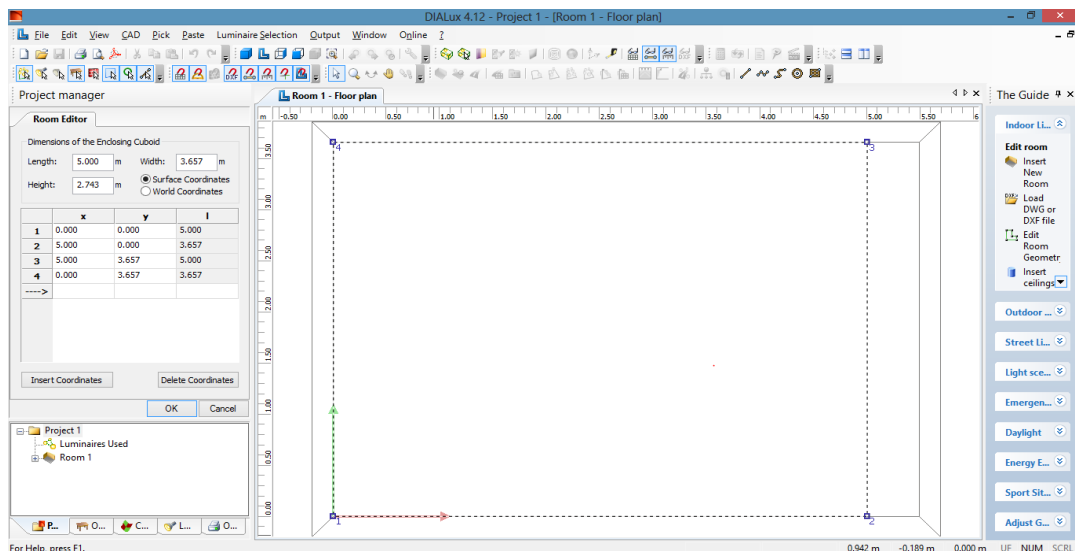 DIALux 4.12 - Project 1 - [Room 1 - Floor plan]
File Edit View CAD Pick Paste Luminaire Selection Output Window Online ?
Project manager
Room Editor
Dimensions of the Enclosing Cuboid
Length: 5.000 m Width: 3.657 m
Height: 2.743 m Surface Coordinates
World Coordinates
x y l
1 0.000 0.000 5.000
2 5.000 0.000 3.657
3 5.000 3.657 5.000
4 0.000 3.657 3.657
---->
Insert Coordinates Delete Coordinates
OK Cancel
Project 1
Luminaires Used
Room 1
P... O... C... L... O...
Room 1 - Floor plan
m -0.50 0.00 0.50 1.00 1.50 2.00 2.50 3.00 3.50 4.00 4.50 5.00 5.50 6
3.50
3.00
2.50
2.00
1.50
1.00
0.50
0.00
4 3
1 2
The Guide
Indoor Li...
Edit room
Insert
New
Room
Load
DWG or
DXF file
Edit
Room
Geometr
Insert
ceilings
Outdoor ...
Street Li...
Light sce...
Emergen...
Daylight
Energy E...
Sport Sit...
Adjust G...
For Help, press F1. 0.942 m -0.189 m 0.000 m UF NUM SCRL